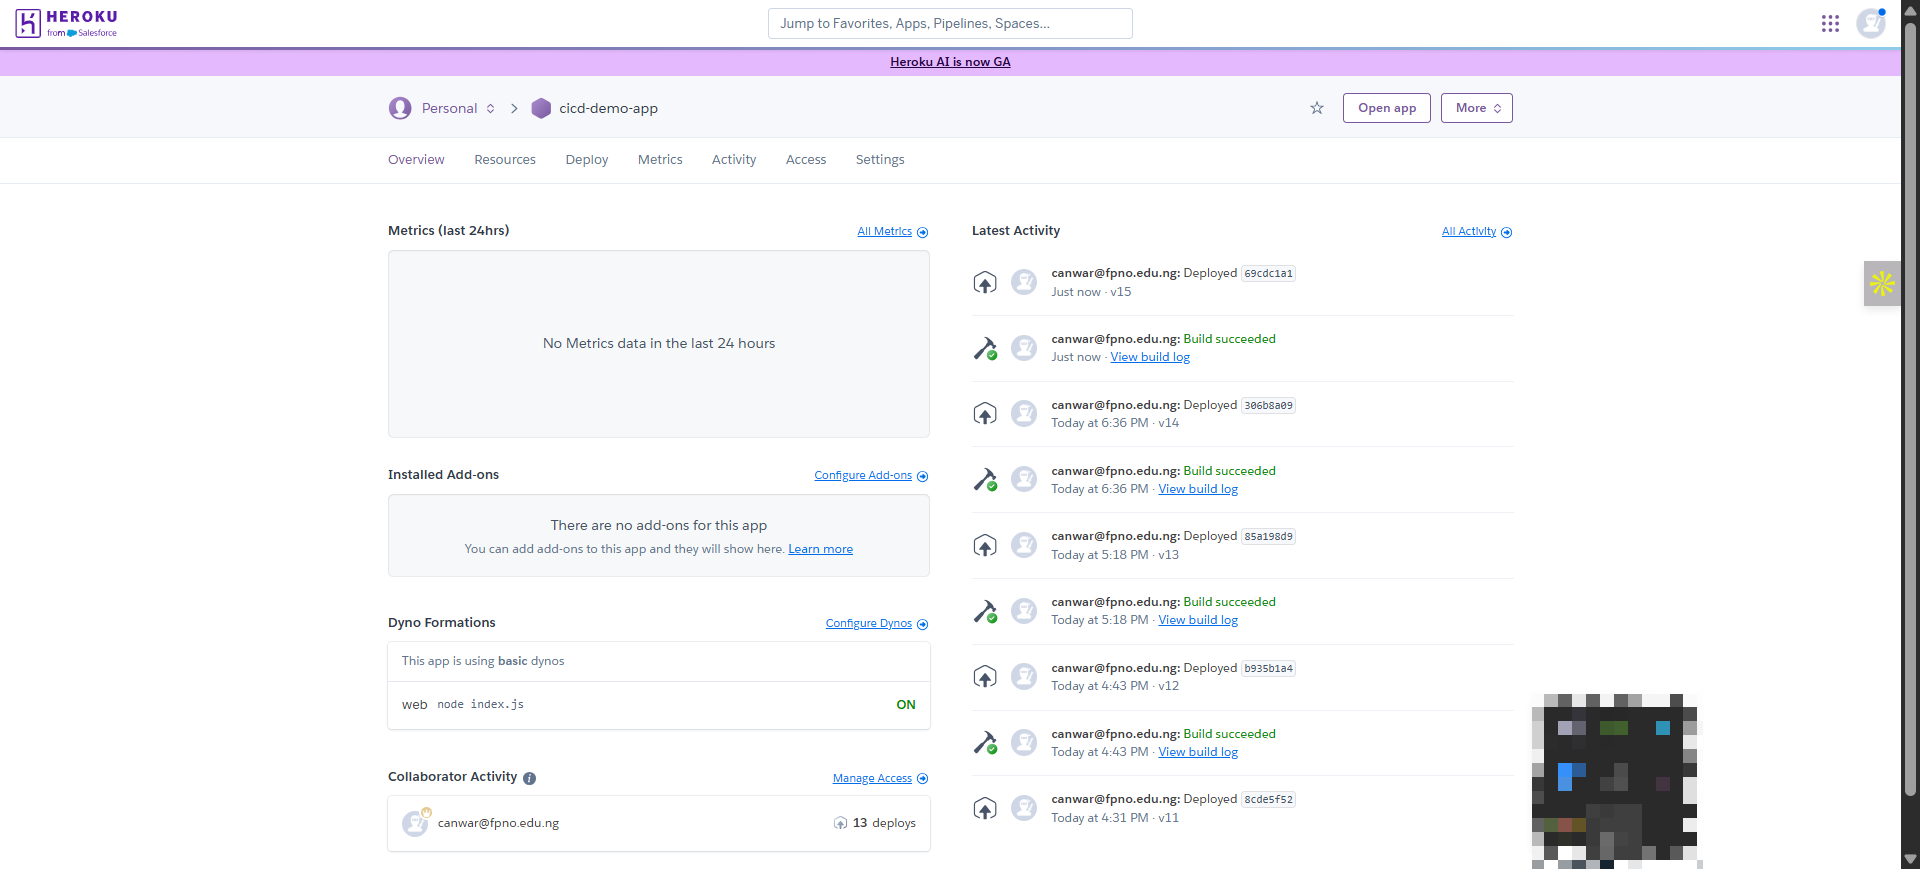 HEROKU
from Salesforce
Jump to Favorites, Apps, Pipelines, Spaces...
Heroku AI is now GA
Personal
cicd-demo-app
Open app
More
Overview
Resources
Deploy
Metrics
Activity
Access
Settings
Metrics (last 24hrs)
All Metrics
No Metrics data in the last 24 hours
Installed Add-ons
Configure Add-ons
There are no add-ons for this app
You can add add-ons to this app and they will show here. Learn more
Dyno Formations
Configure Dynos
This app is using basic dynos
web node index.js
ON
Collaborator Activity
Manage Access
canwar@fpno.edu.ng
13 deploys
Latest Activity
All Activity
canwar@fpno.edu.ng: Deployed 69cdc1a1
Just now · v15
canwar@fpno.edu.ng: Build succeeded
Just now · View build log
canwar@fpno.edu.ng: Deployed 306b8a09
Today at 6:36 PM · v14
canwar@fpno.edu.ng: Build succeeded
Today at 6:36 PM · View build log
canwar@fpno.edu.ng: Deployed 85a198d9
Today at 5:18 PM · v13
canwar@fpno.edu.ng: Build succeeded
Today at 5:18 PM · View build log
canwar@fpno.edu.ng: Deployed b935b1a4
Today at 4:43 PM · v12
canwar@fpno.edu.ng: Build succeeded
Today at 4:43 PM · View build log
canwar@fpno.edu.ng: Deployed 8cde5f52
Today at 4:31 PM · v11